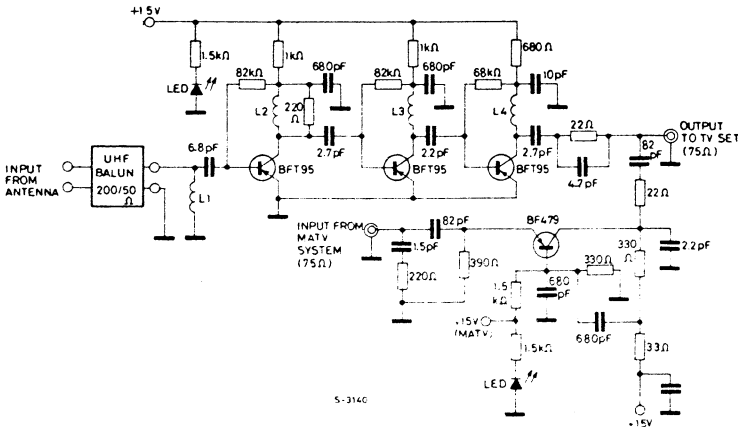 +15V
1.5kΩ
1kΩ
1kΩ
680Ω
82kΩ
680pF
82kΩ
680pF
68kΩ
10pF
LED
L2
220
Ω
L3
L4
22Ω
OUTPUT
TO TV SET
(75Ω)
6.8pF
2.7pF
2.2pF
2.7pF
4.7pF
82
pF
INPUT
FROM
ANTENNA
UHF
BALUN
200/50
Ω
L1
BFT95
BFT95
BFT95
22Ω
INPUT FROM
MATV
SYSTEM
(75Ω)
82pF
BF479
1.5pF
220Ω
390Ω
1.5
kΩ
680
pF
330Ω
330
Ω
2.2pF
+15V
(MATV)
680pF
33Ω
1.5kΩ
LED
S-3140
+15V